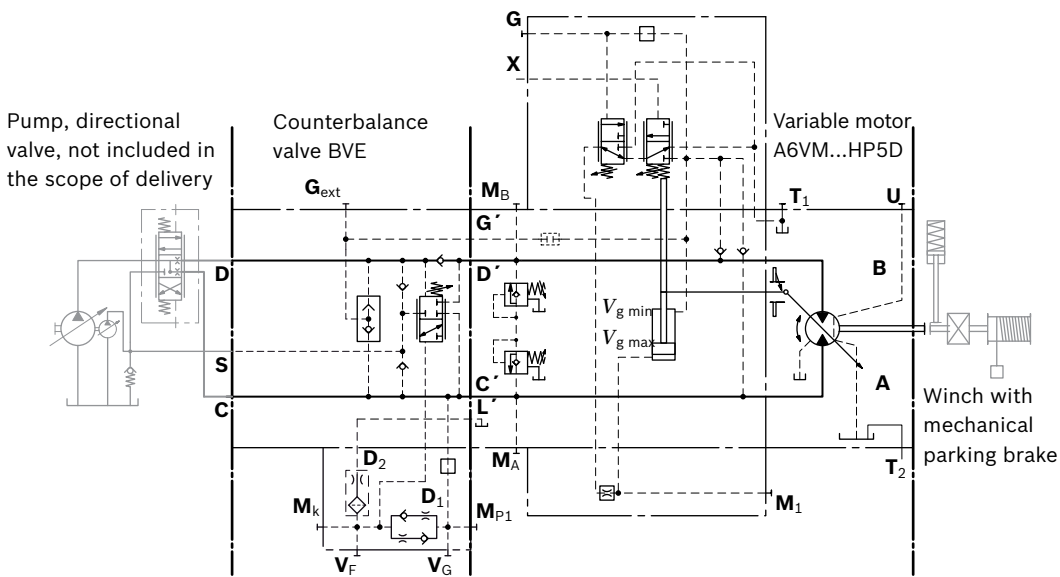 G
X
Pump, directional
valve, not included in
the scope of delivery
Counterbalance
valve BVE
Variable motor
A6VM...HP5D
Gext
MB
T1
U
G´
D
D´
B
Vg min
Vg max
S
C´
A
C
L´
Winch with
mechanical
parking brake
D2
MA
T2
Mk
D1
MP1
M1
VF
VG